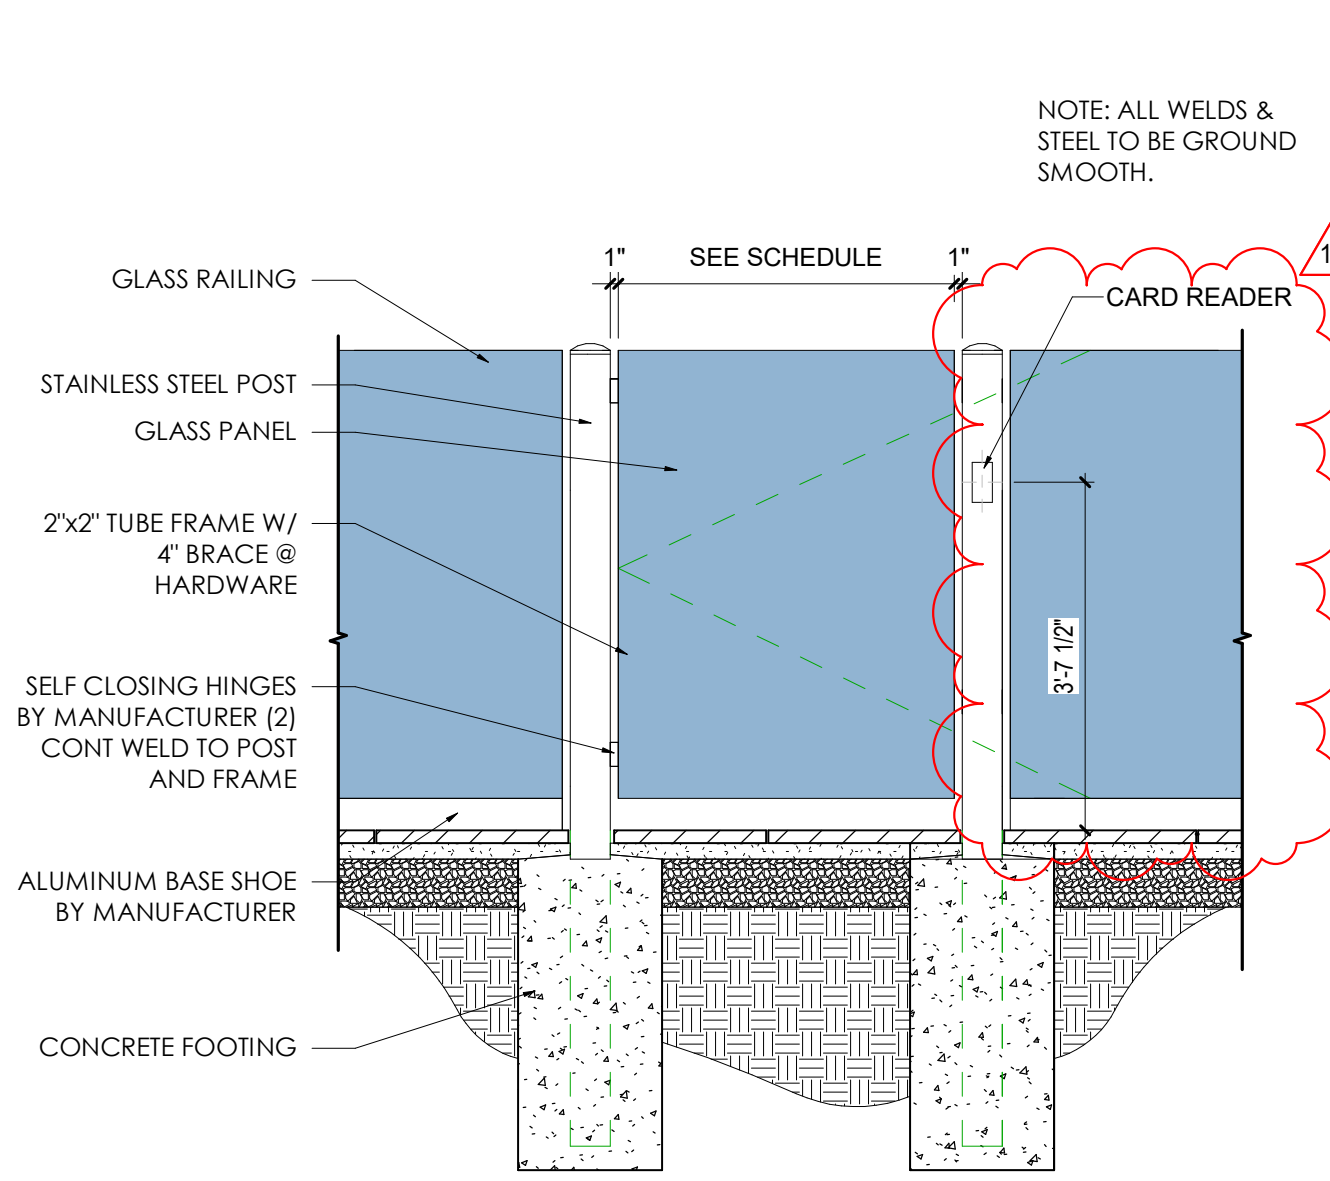 NOTE: ALL WELDS &
STEEL TO BE GROUND
SMOOTH.
1
1"
SEE SCHEDULE
1"
GLASS RAILING
CARD READER
STAINLESS STEEL POST
GLASS PANEL
2"x2" TUBE FRAME W/
4" BRACE @
HARDWARE
3'-7 1/2"
SELF CLOSING HINGES
BY MANUFACTURER (2)
CONT WELD TO POST
AND FRAME
ALUMINUM BASE SHOE
BY MANUFACTURER
CONCRETE FOOTING